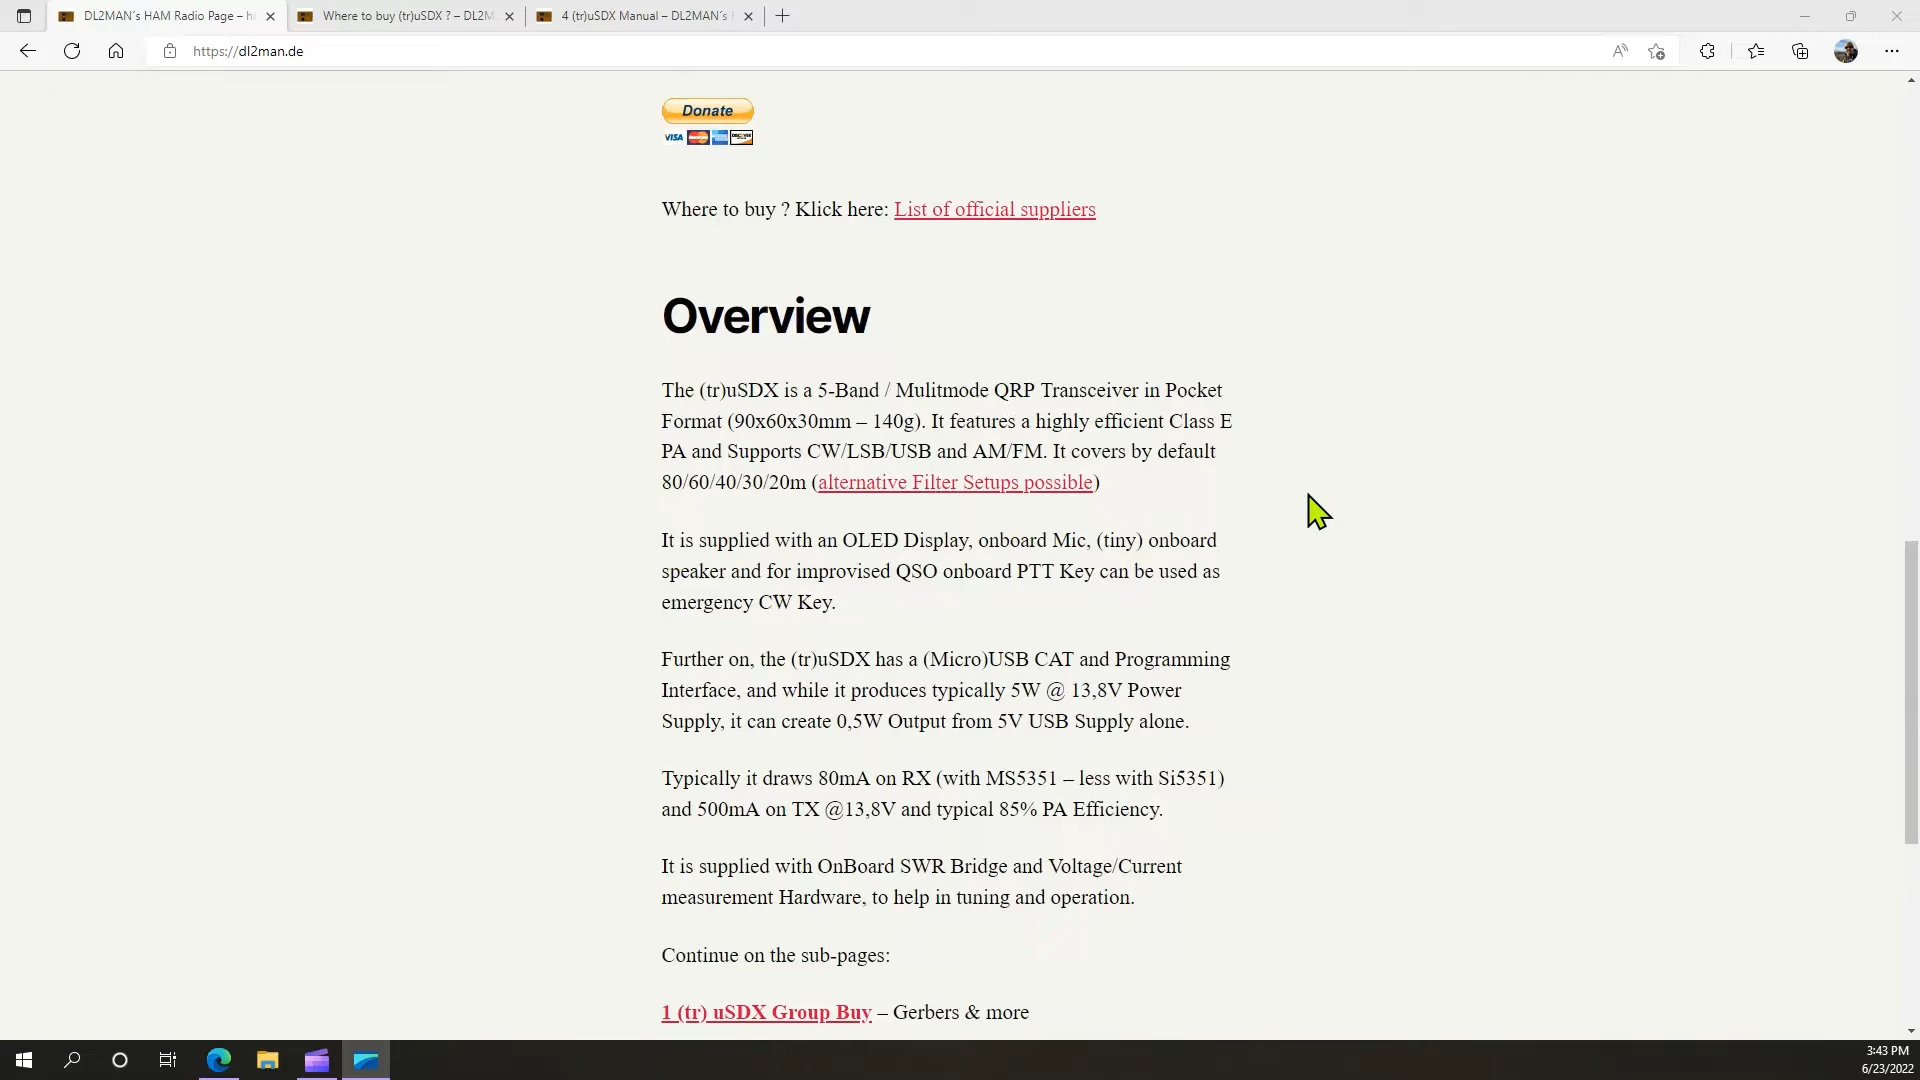 DL2MAN´s HAM Radio Page – h
Where to buy (tr)uSDX ? – DL2M
4 (tr)uSDX Manual – DL2MAN´s
https://dl2man.de
Donate
VISA
Where to buy ? Klick here: List of official suppliers
Overview
The (tr)uSDX is a 5-Band / Mulitmode QRP Transceiver in Pocket
Format (90x60x30mm – 140g). It features a highly efficient Class E
PA and Supports CW/LSB/USB and AM/FM. It covers by default
80/60/40/30/20m (alternative Filter Setups possible)
It is supplied with an OLED Display, onboard Mic, (tiny) onboard
speaker and for improvised QSO onboard PTT Key can be used as
emergency CW Key.
Further on, the (tr)uSDX has a (Micro)USB CAT and Programming
Interface, and while it produces typically 5W @ 13,8V Power
Supply, it can create 0,5W Output from 5V USB Supply alone.
Typically it draws 80mA on RX (with MS5351 – less with Si5351)
and 500mA on TX @13,8V and typical 85% PA Efficiency.
It is supplied with OnBoard SWR Bridge and Voltage/Current
measurement Hardware, to help in tuning and operation.
Continue on the sub-pages:
1 (tr) uSDX Group Buy – Gerbers & more
3:43 PM
6/23/2022